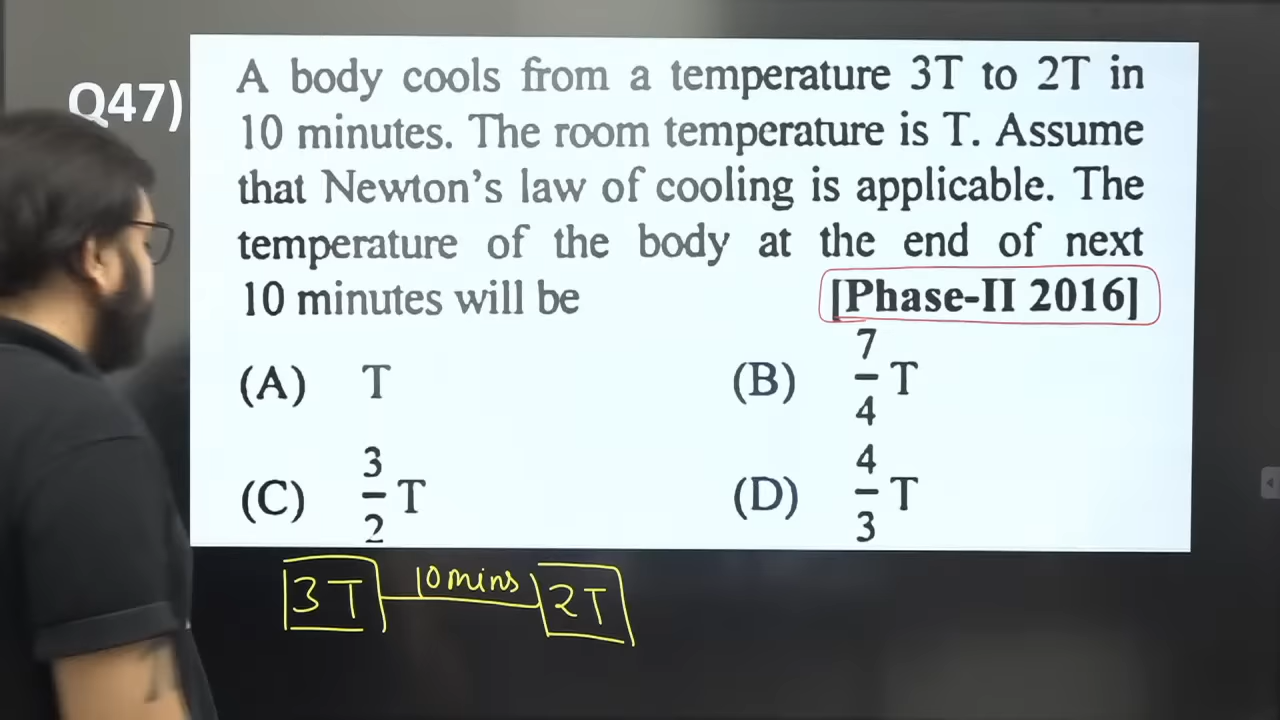 Q47)
A body cools from a temperature 3T to 2T in
10 minutes. The room temperature is T. Assume
that Newton's law of cooling is applicable. The
temperature of the body at the end of next
10 minutes will be [Phase-II 2016]
(A) T (B) 7/4 T
(C) 3/2 T (D) 4/3 T
3T 10mins 2T